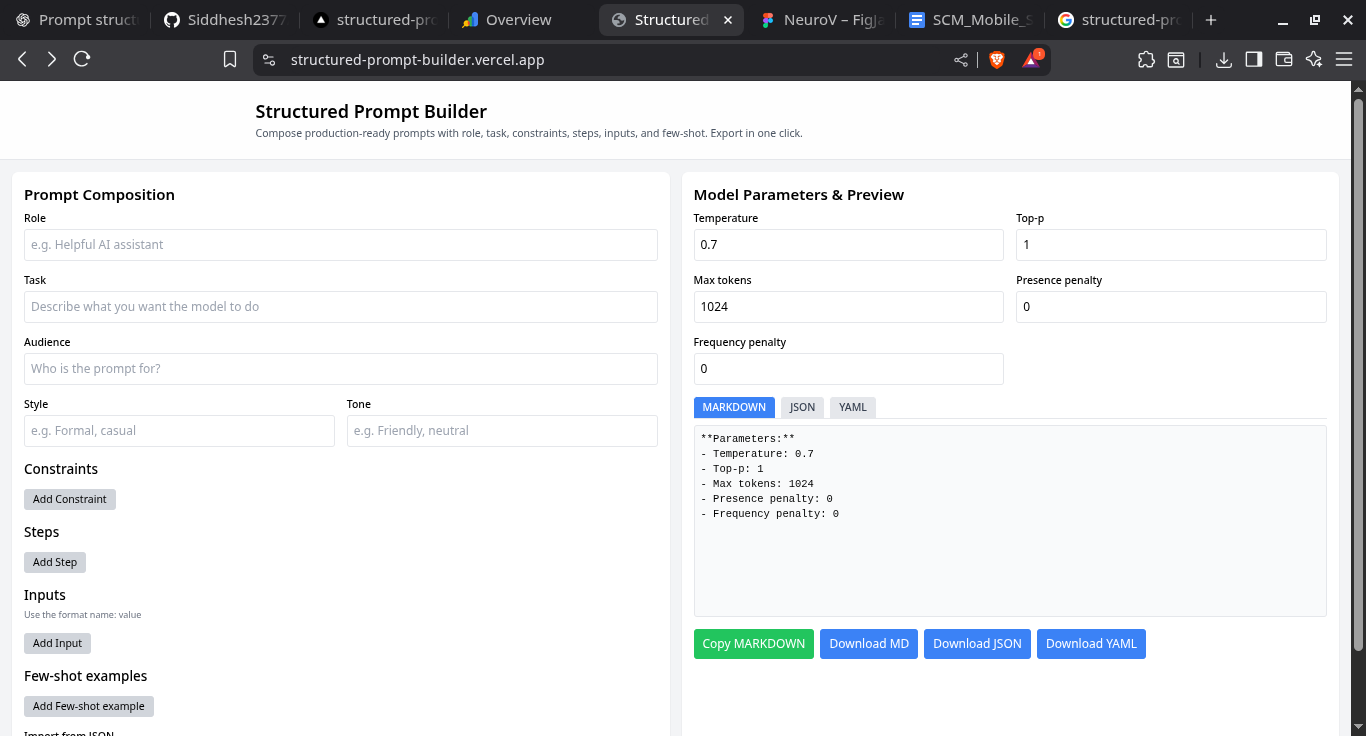 Prompt struct
Siddhesh2377
structured-pro
Overview
Structured
NeuroV – FigJa
SCM_Mobile_S
structured-pro
structured-prompt-builder.vercel.app
1
Structured Prompt Builder
Compose production-ready prompts with role, task, constraints, steps, inputs, and few-shot. Export in one click.
Prompt Composition
Role
e.g. Helpful AI assistant
Task
Describe what you want the model to do
Audience
Who is the prompt for?
Style
Tone
e.g. Formal, casual
e.g. Friendly, neutral
Constraints
Add Constraint
Steps
Add Step
Inputs
Use the format name: value
Add Input
Few-shot examples
Add Few-shot example
Import from JSON
Model Parameters & Preview
Temperature
Top-p
0.7
1
Max tokens
Presence penalty
1024
0
Frequency penalty
0
MARKDOWN
JSON
YAML
**Parameters:**
- Temperature: 0.7
- Top-p: 1
- Max tokens: 1024
- Presence penalty: 0
- Frequency penalty: 0
Copy MARKDOWN
Download MD
Download JSON
Download YAML